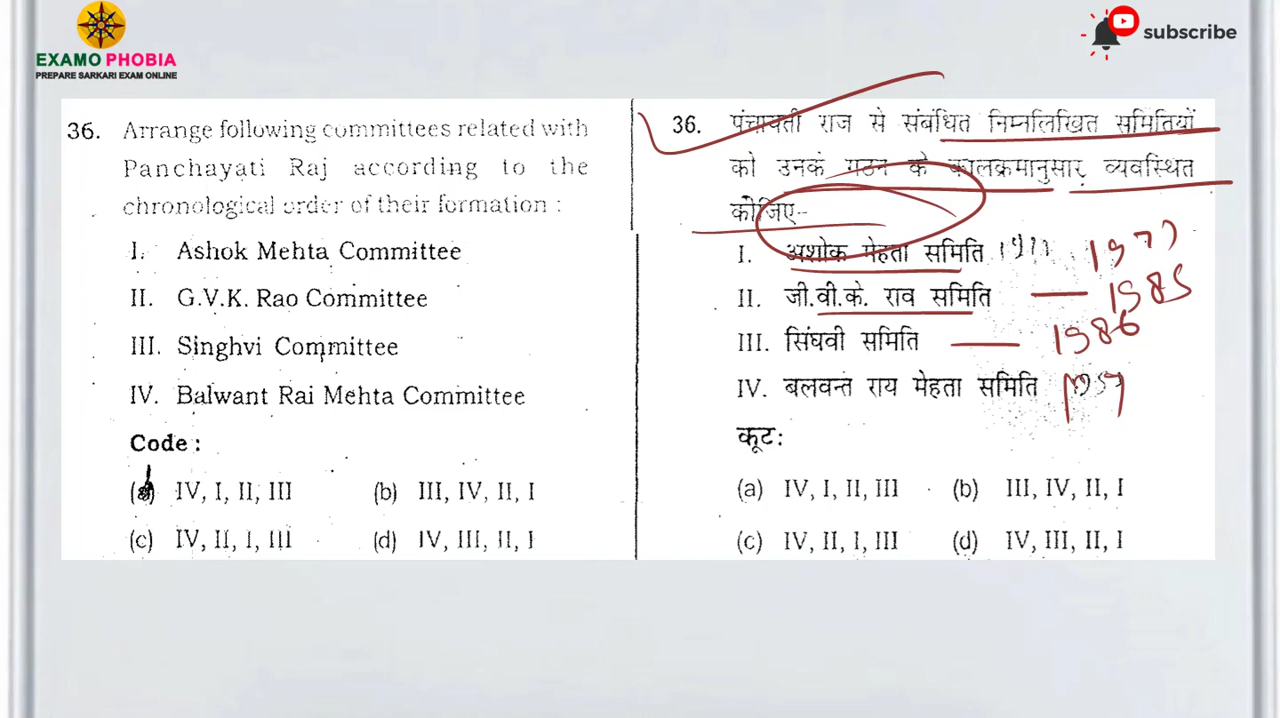 EXAMO PHOBIA
PREPARE SARKARI EXAM ONLINE
subscribe
36. Arrange following committees related with
Panchayati Raj according to the
chronological order of their formation :
I. Ashok Mehta Committee
II. G.V.K. Rao Committee
III. Singhvi Committee
IV. Balwant Rai Mehta Committee
Code :
(a) IV, I, II, III (b) III, IV, II, I
(c) IV, II, I, III (d) IV, III, II, I
36. पंचायती राज से संबंधित निम्नलिखित समितियों
को उनके गठन के कालक्रमानुसार व्यवस्थित
कीजिए-
I. अशोक मेहता समिति 1977 1977
II. जी.वी.के. राव समिति — 1985
III. सिंघवी समिति — 1986
IV. बलवन्त राय मेहता समिति 1957
कूट:
(a) IV, I, II, III (b) III, IV, II, I
(c) IV, II, I, III (d) IV, III, II, I